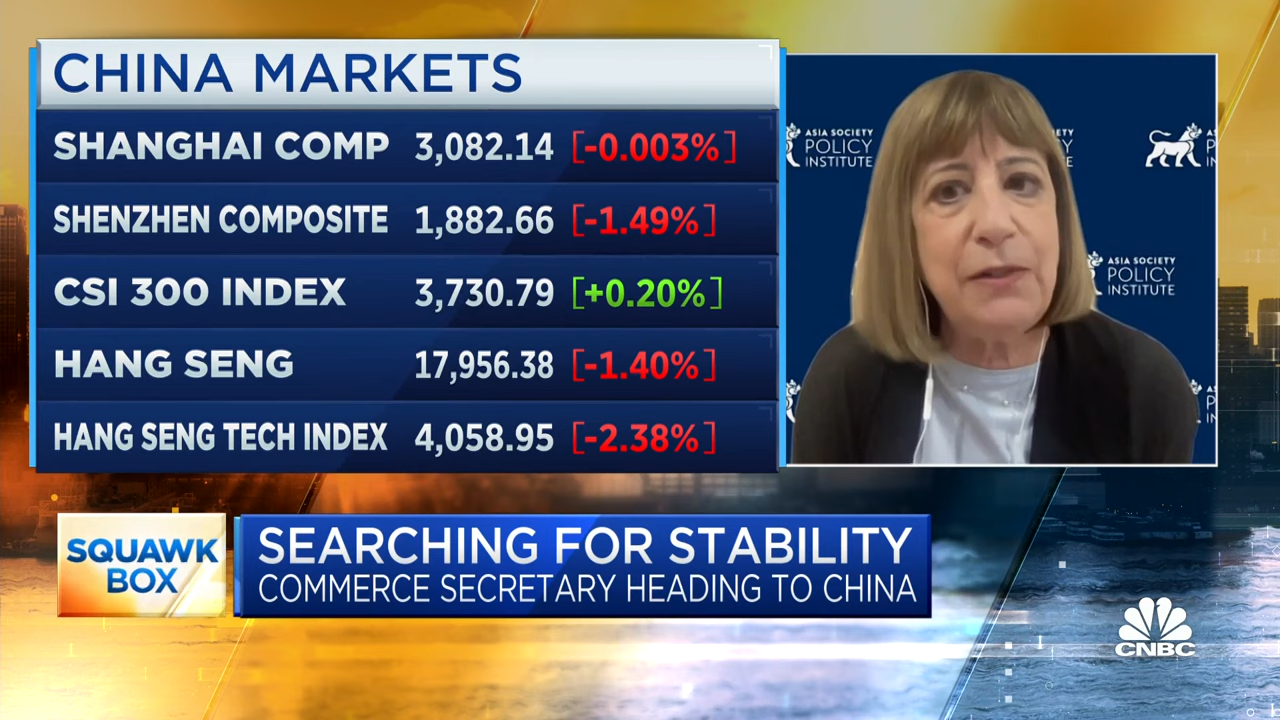 CHINA MARKETS
SHANGHAI COMP 3,082.14 [-0.003%]
SHENZHEN COMPOSITE 1,882.66 [-1.49%]
CSI 300 INDEX 3,730.79 [+0.20%]
HANG SENG 17,956.38 [-1.40%]
HANG SENG TECH INDEX 4,058.95 [-2.38%]
ASIA SOCIETY
POLICY
INSTITUTE
ASIA SOCIETY
POLICY
INSTITUTE
SQUAWK
BOX
SEARCHING FOR STABILITY
COMMERCE SECRETARY HEADING TO CHINA
CNBC